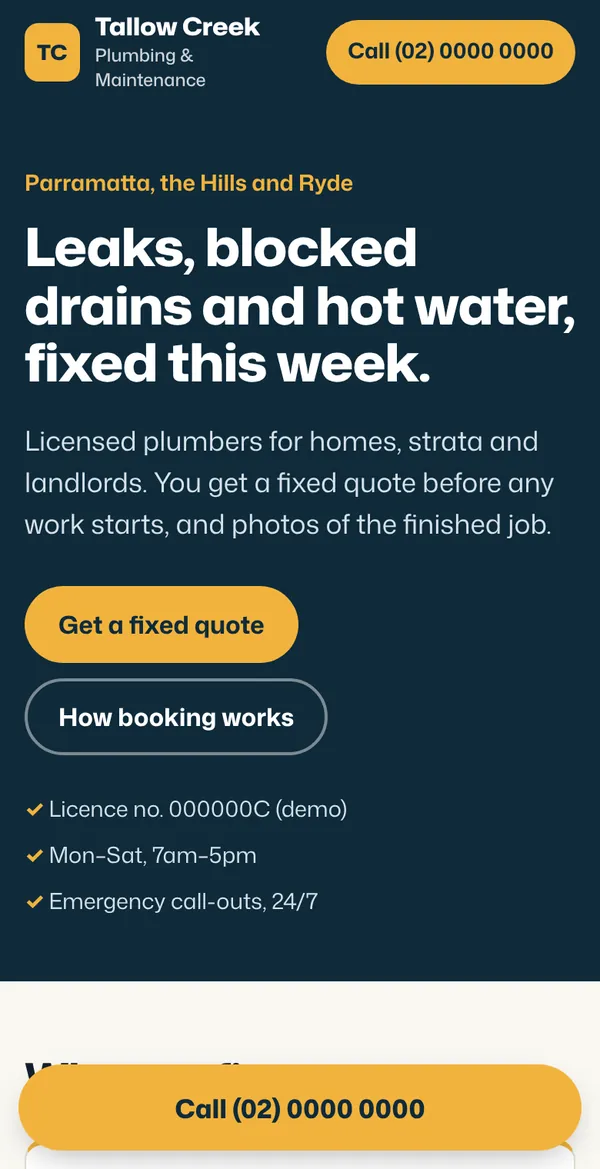 TC
Tallow Creek
Plumbing &
Maintenance
Call (02) 0000 0000
Parramatta, the Hills and Ryde
Leaks, blocked
drains and hot water,
fixed this week.
Licensed plumbers for homes, strata and
landlords. You get a fixed quote before any
work starts, and photos of the finished job.
Get a fixed quote
How booking works
Licence no. 000000C (demo)
Mon–Sat, 7am–5pm
Emergency call-outs, 24/7
Call (02) 0000 0000